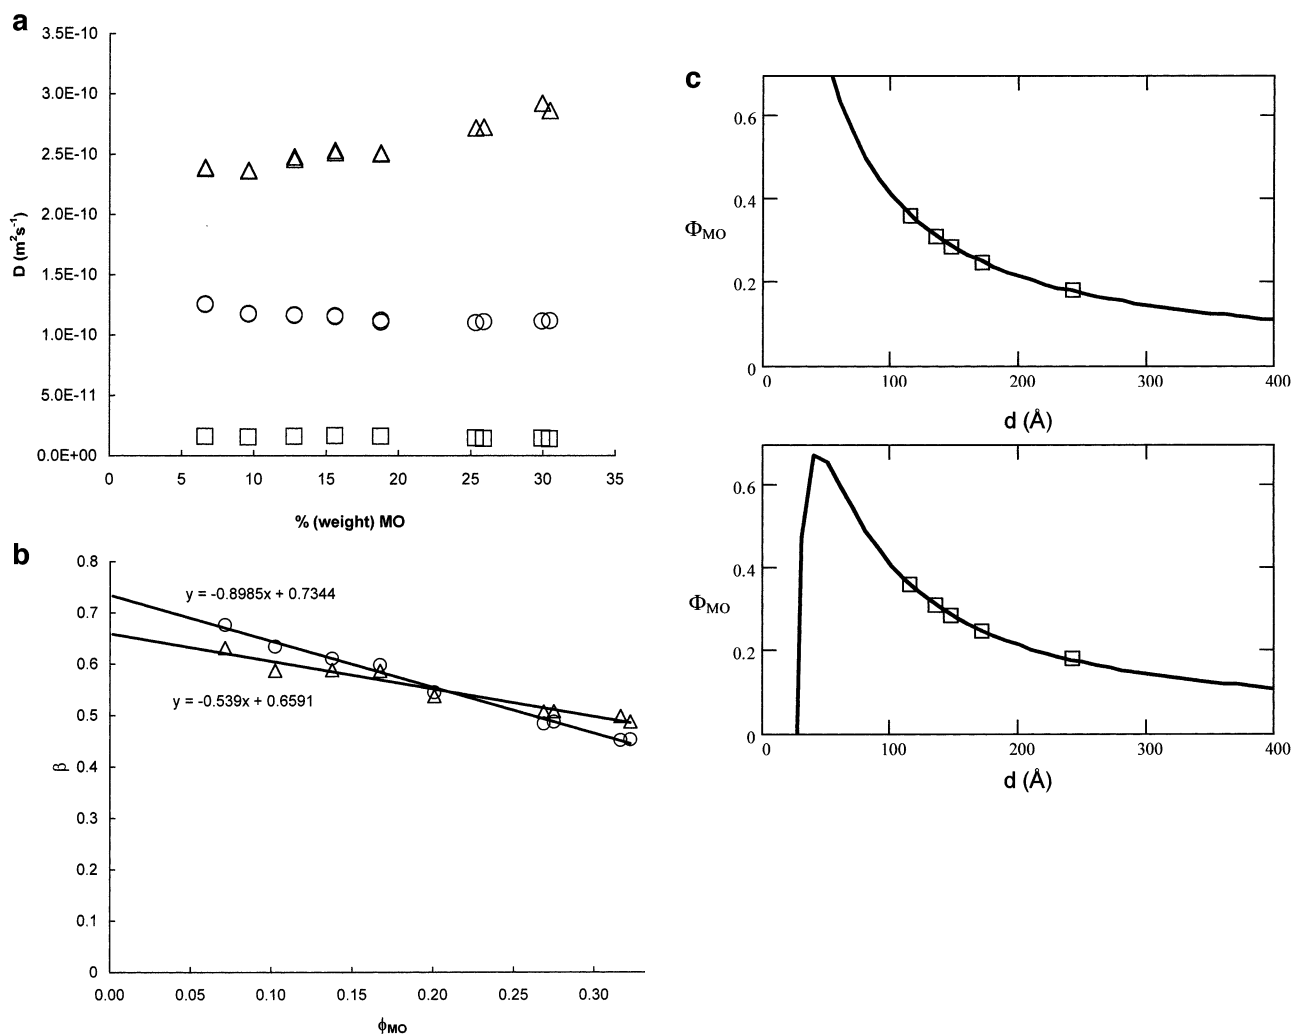 a
3.5E-10
3.0E-10
2.5E-10
2.0E-10
1.5E-10
1.0E-10
5.0E-11
0.0E+00
D (m²s⁻¹)
0 5 10 15 20 25 30 35
% (weight) MO
b
0.8
0.7
0.6
0.5
0.4
0.3
0.2
0.1
0
β
y = -0.8985x + 0.7344
y = -0.539x + 0.6591
0.00 0.05 0.10 0.15 0.20 0.25 0.30
ϕMO
c
0.6
0.4
0.2
0
ΦMO
0 100 200 300 400
d (Å)
0.6
0.4
0.2
0
ΦMO
0 100 200 300 400
d (Å)